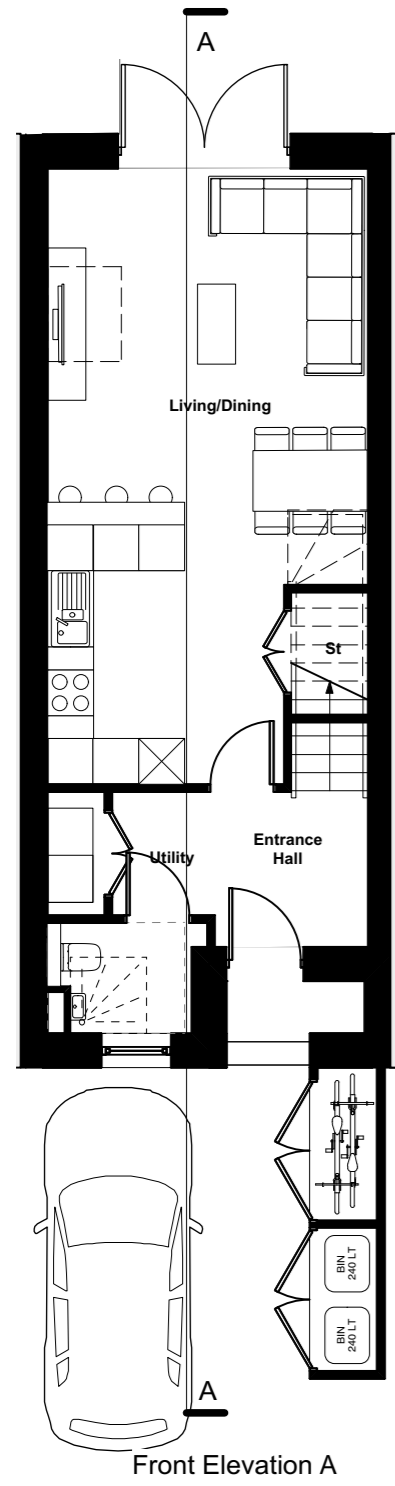 A
Living/Dining
St
Utility
Entrance
Hall
BIN
240 LT
BIN
240 LT
A
Front Elevation A